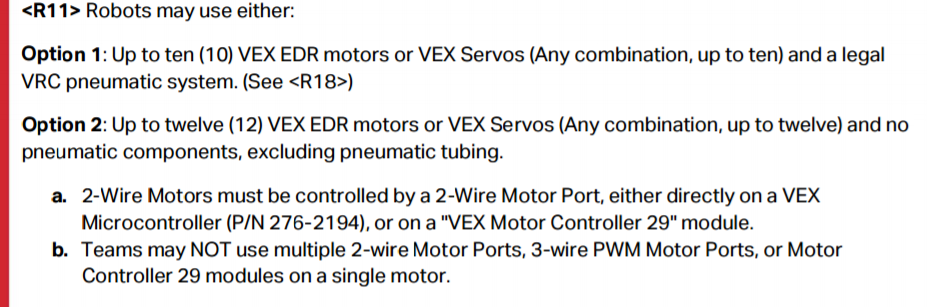 <R11> Robots may use either:
Option 1: Up to ten (10) VEX EDR motors or VEX Servos (Any combination, up to ten) and a legal
VRC pneumatic system. (See <R18>)
Option 2: Up to twelve (12) VEX EDR motors or VEX Servos (Any combination, up to twelve) and no
pneumatic components, excluding pneumatic tubing.
a. 2-Wire Motors must be controlled by a 2-Wire Motor Port, either directly on a VEX
Microcontroller (P/N 276-2194), or on a "VEX Motor Controller 29" module.
b. Teams may NOT use multiple 2-wire Motor Ports, 3-wire PWM Motor Ports, or Motor
Controller 29 modules on a single motor.